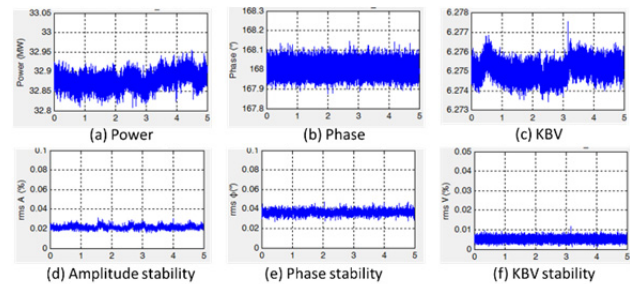 33.05
33
32.95
32.9
32.85
32.8
Power (MW)
0 1 2 3 4 5
(a) Power
168.3
168.2
168.1
168
167.9
167.8
Phase (°)
0 1 2 3 4 5
(b) Phase
6.278
6.277
6.276
6.275
6.274
6.273
0 1 2 3 4 5
(c) KBV
0.1
0.08
0.06
0.04
0.02
0
rms A (%)
0 1 2 3 4 5
(d) Amplitude stability
0.1
0.08
0.06
0.04
0.02
0
rms ϕ(°)
0 1 2 3 4 5
(e) Phase stability
0.05
0.04
0.03
0.02
0.01
0
rms V (%)
0 1 2 3 4 5
(f) KBV stability